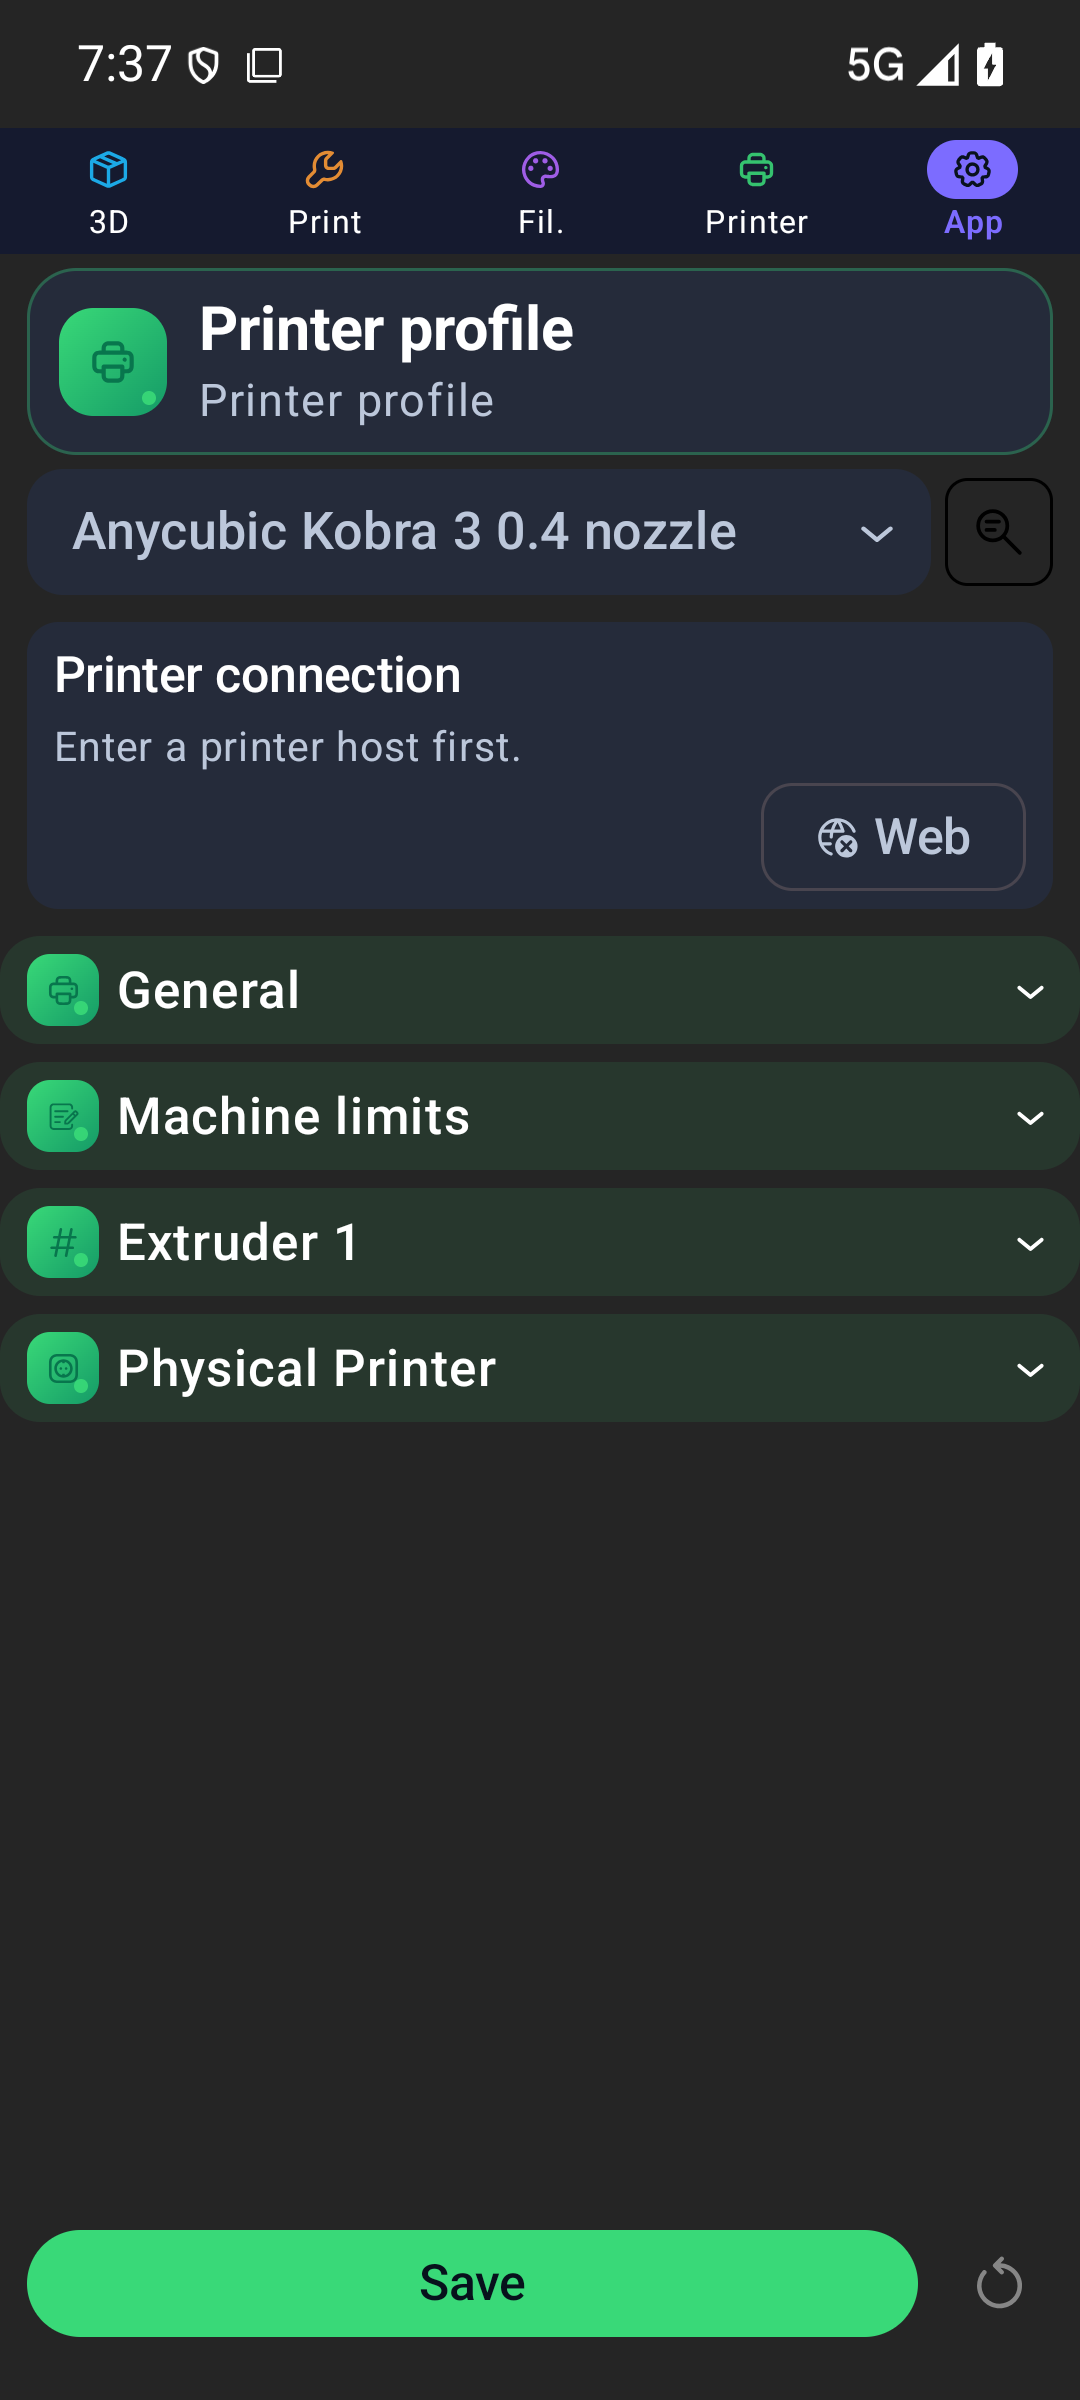 7:37
5G
3D
Print
Fil.
Printer
App
Printer profile
Printer profile
Anycubic Kobra 3 0.4 nozzle
Printer connection
Enter a printer host first.
Web
General
Machine limits
# Extruder 1
Physical Printer
Save